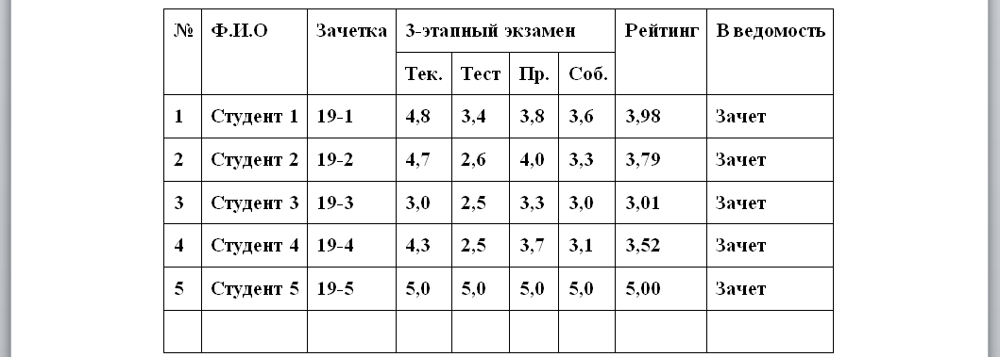 № Ф.И.О Зачетка 3-этапный экзамен Рейтинг В ведомость
Тек. Тест Пр. Соб.
1 Студент 1 19-1 4,8 3,4 3,8 3,6 3,98 Зачет
2 Студент 2 19-2 4,7 2,6 4,0 3,3 3,79 Зачет
3 Студент 3 19-3 3,0 2,5 3,3 3,0 3,01 Зачет
4 Студент 4 19-4 4,3 2,5 3,7 3,1 3,52 Зачет
5 Студент 5 19-5 5,0 5,0 5,0 5,0 5,00 Зачет